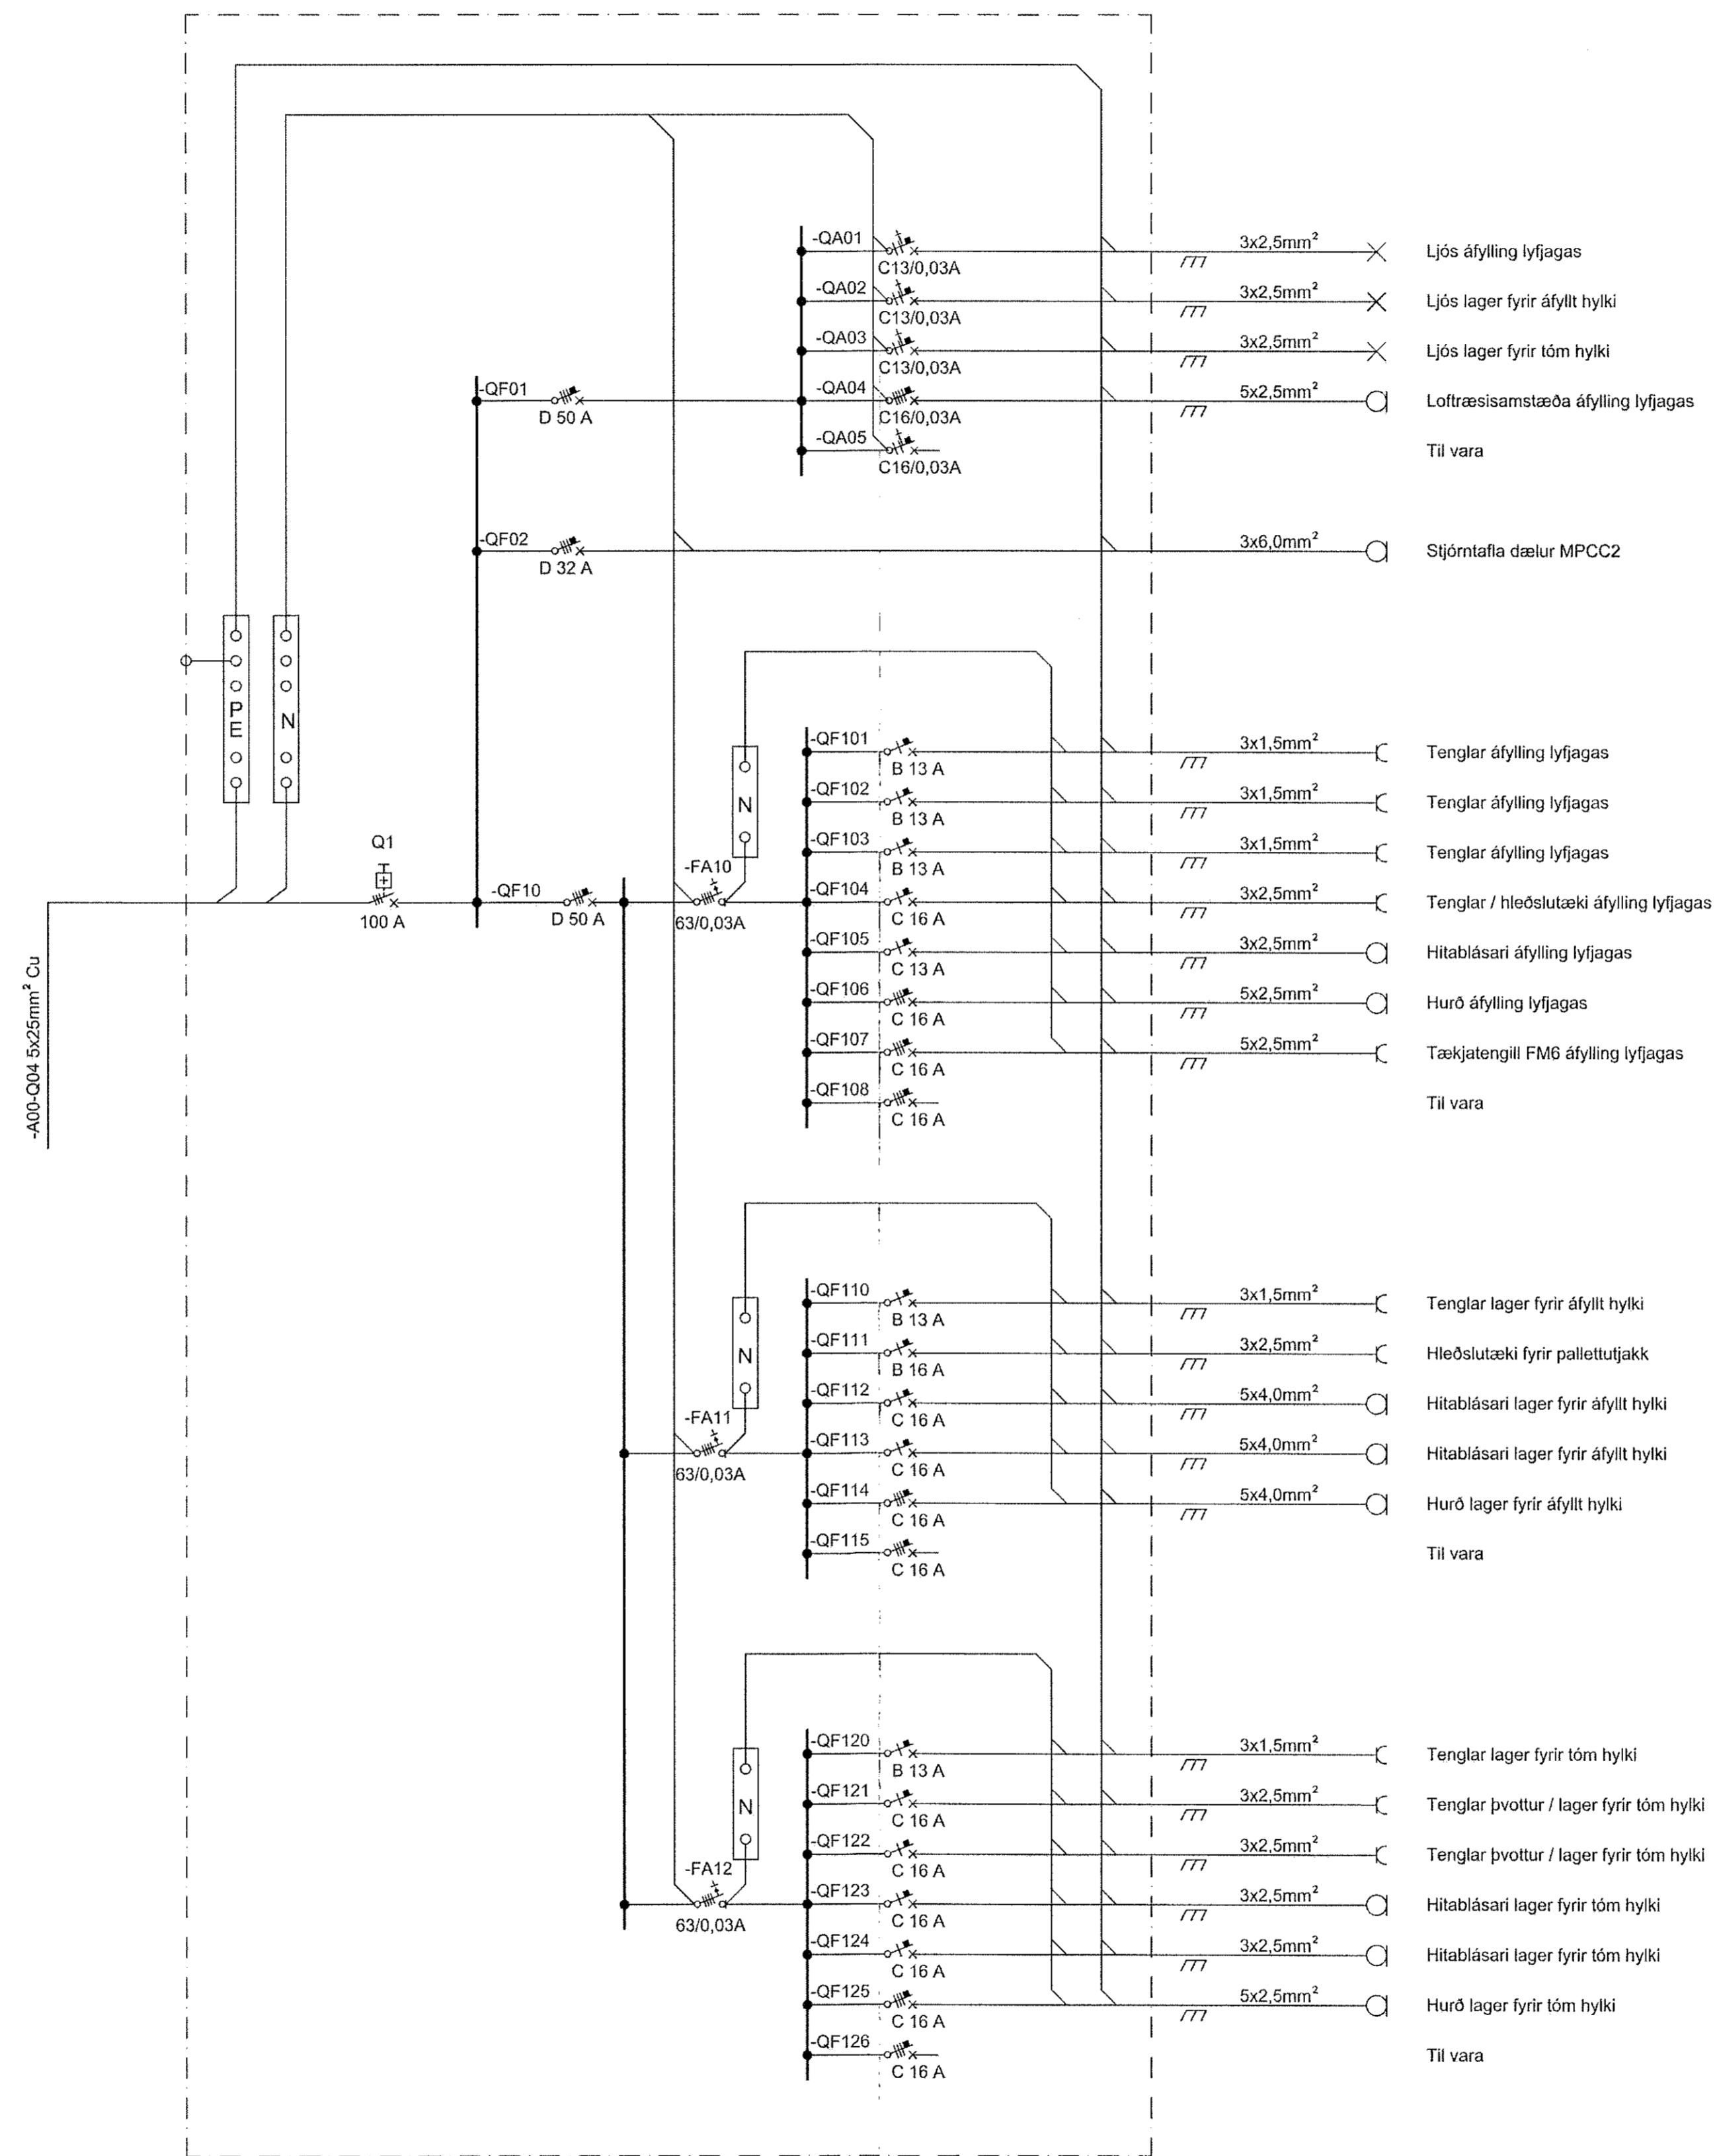 -QA01 3x2,5mm² Ljós áfylling lyfjagas
C13/0,03A
-QA02 3x2,5mm² Ljós lager fyrir áfyllt hylki
C13/0,03A
-QA03 3x2,5mm² Ljós lager fyrir tóm hylki
C13/0,03A
-QF01 -QA04 5x2,5mm² Loftræsisamstæða áfylling lyfjagas
D 50 A C16/0,03A
-QA05 Til vara
C16/0,03A
-QF02 3x6,0mm² Stjórntafla dælur MPCC2
D 32 A
PE N
-QF101 3x1,5mm² Tenglar áfylling lyfjagas
B 13 A
-QF102 3x1,5mm² Tenglar áfylling lyfjagas
N B 13 A
-QF103 3x1,5mm² Tenglar áfylling lyfjagas
Q1 -FA10 B 13 A
-QF10 -QF104 3x2,5mm² Tenglar / hleðslutæki áfylling lyfjagas
100 A D 50 A 63/0,03A C 16 A
-QF105 3x2,5mm² Hitablásari áfylling lyfjagas
C 13 A
-QF106 5x2,5mm² Hurð áfylling lyfjagas
C 16 A
-QF107 5x2,5mm² Tækjatengill FM6 áfylling lyfjagas
C 16 A
-QF108 Til vara
C 16 A
-A00-Q04 5x25mm² Cu
-QF110 3x1,5mm² Tenglar lager fyrir áfyllt hylki
B 13 A
-QF111 3x2,5mm² Hleðslutæki fyrir pallettutjakk
N B 16 A
-QF112 5x4,0mm² Hitablásari lager fyrir áfyllt hylki
-FA11 C 16 A
-QF113 5x4,0mm² Hitablásari lager fyrir áfyllt hylki
63/0,03A C 16 A
-QF114 5x4,0mm² Hurð lager fyrir áfyllt hylki
C 16 A
-QF115 Til vara
C 16 A
-QF120 3x1,5mm² Tenglar lager fyrir tóm hylki
B 13 A
-QF121 3x2,5mm² Tenglar þvottur / lager fyrir tóm hylki
N C 16 A
-QF122 3x2,5mm² Tenglar þvottur / lager fyrir tóm hylki
-FA12 C 16 A
-QF123 3x2,5mm² Hitablásari lager fyrir tóm hylki
63/0,03A C 16 A
-QF124 3x2,5mm² Hitablásari lager fyrir tóm hylki
C 16 A
-QF125 5x2,5mm² Hurð lager fyrir tóm hylki
C 16 A
-QF126 Til vara
C 16 A